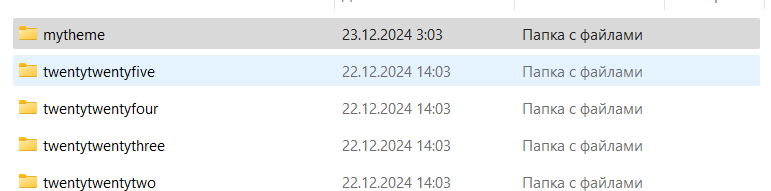 mytheme 23.12.2024 3:03 Папка с файлами
twentytwentyfive 22.12.2024 14:03 Папка с файлами
twentytwentyfour 22.12.2024 14:03 Папка с файлами
twentytwentythree 22.12.2024 14:03 Папка с файлами
twentytwentytwo 22.12.2024 14:03 Папка с файлами